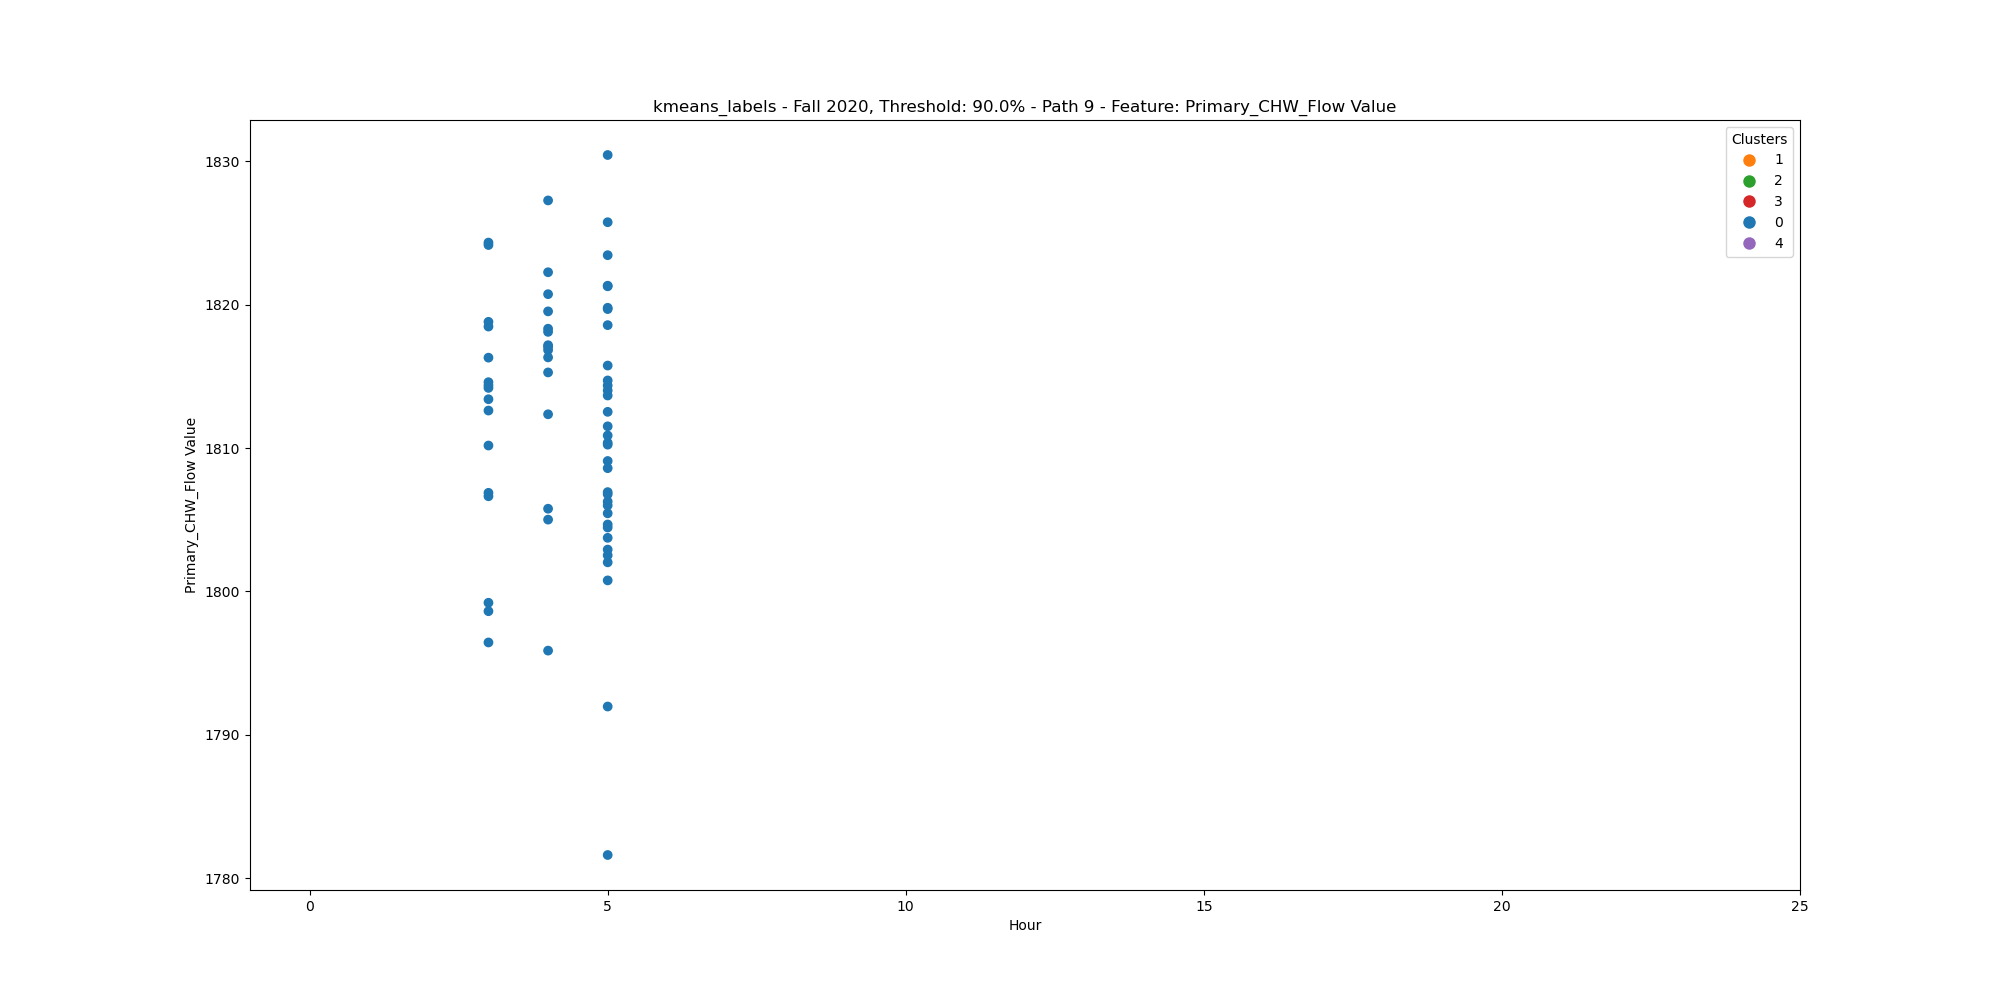 kmeans_labels - Fall 2020, Threshold: 90.0% - Path 9 - Feature: Primary_CHW_Flow Value
Clusters
1
2
3
0
4
1830
1820
1810
1800
1790
1780
Primary_CHW_Flow Value
0 5 10 15 20 25
Hour